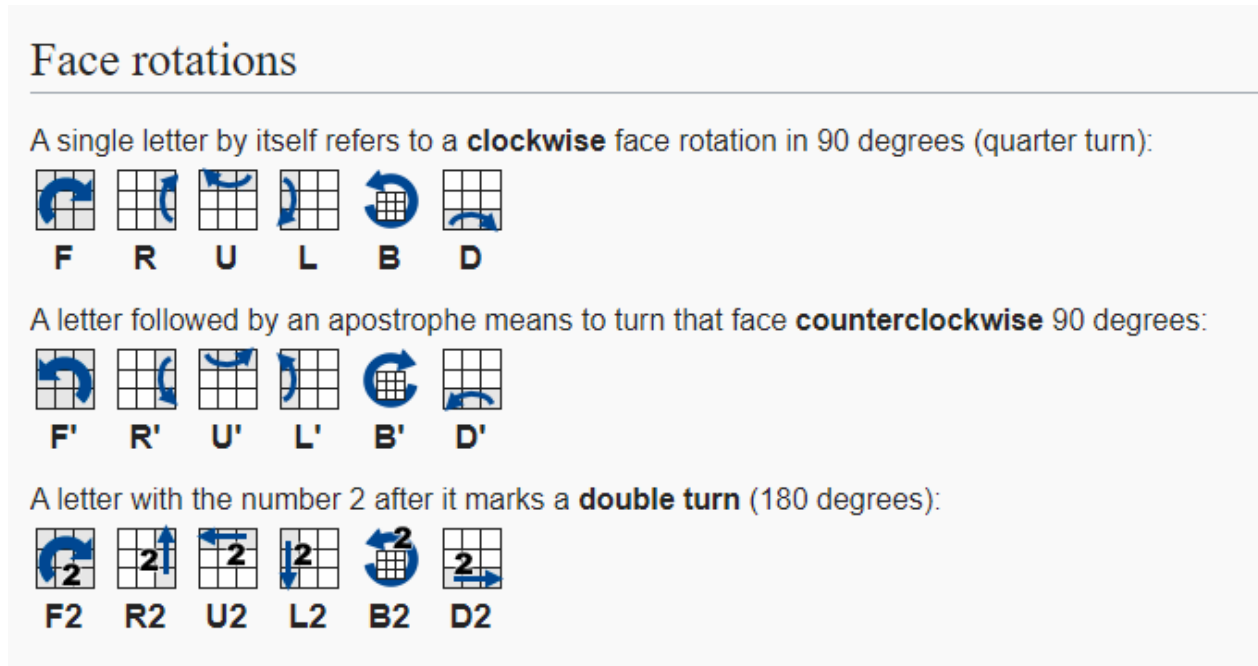 Face rotations
A single letter by itself refers to a clockwise face rotation in 90 degrees (quarter turn):
F R U L B D
A letter followed by an apostrophe means to turn that face counterclockwise 90 degrees:
F' R' U' L' B' D'
A letter with the number 2 after it marks a double turn (180 degrees):
2 2 2 2 2 2
F2 R2 U2 L2 B2 D2